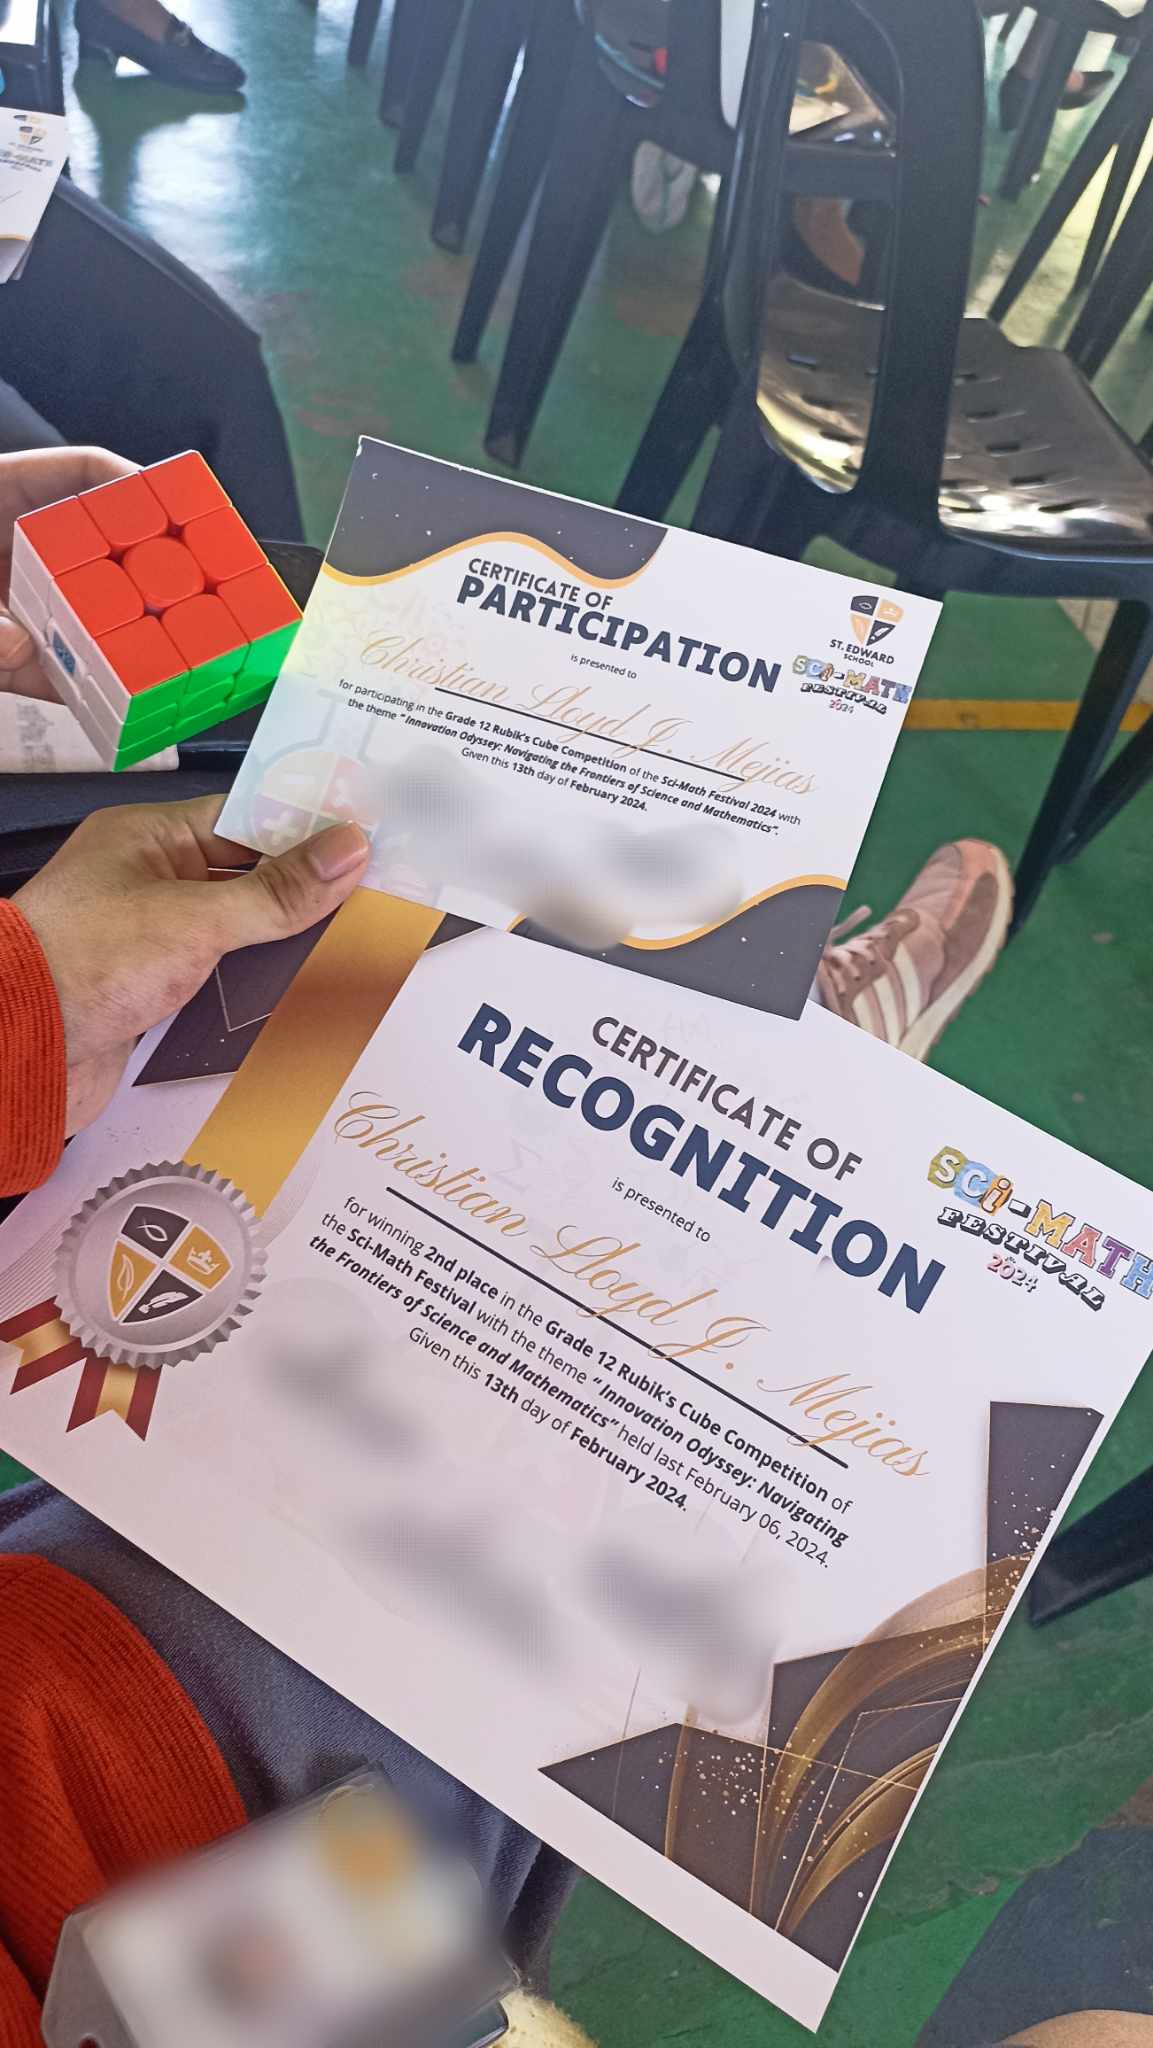 CERTIFICATE OF
PARTICIPATION
is presented to
Christian Lloyd J. Mejias
for participating in the Grade 12 Rubik's Cube Competition of the Sci-Math Festival 2024 with
the theme " Innovation Odyssey: Navigating the Frontiers of Science and Mathematics".
Given this 13th day of February 2024.
ST. EDWARD
SCHOOL
SCi-MATH
FESTIVAL
2024
CERTIFICATE OF
RECOGNITION
is presented to
Christian Lloyd J. Mejias
for winning 2nd place in the Grade 12 Rubik's Cube Competition of
the Sci-Math Festival with the theme " Innovation Odyssey: Navigating
the Frontiers of Science and Mathematics" held last February 06, 2024.
Given this 13th day of February 2024.
SCi-MATH
FESTIVAL
2024